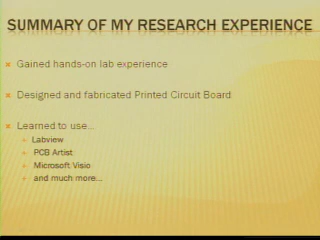 SUMMARY OF MY RESEARCH EXPERIENCE
Gained hands-on lab experience
Designed and fabricated Printed Circuit Board
Learned to use...
Labview
PCB Artist
Microsoft Visio
and much more...